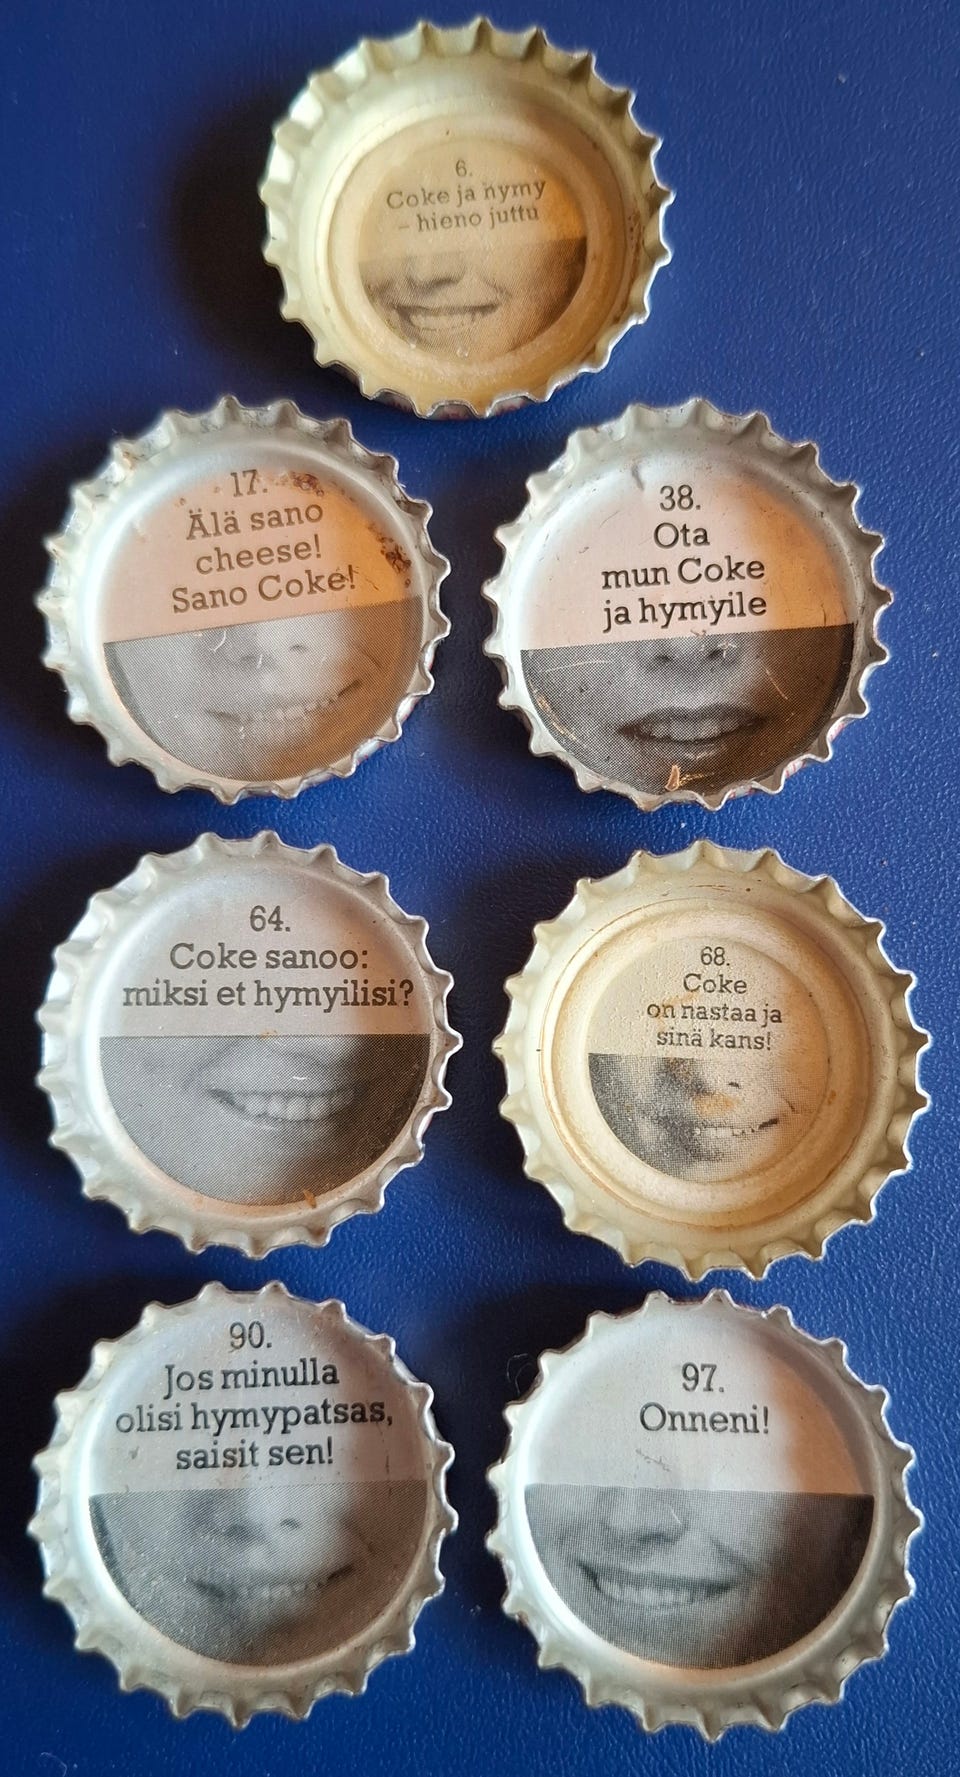 6.
Coke ja hymy
– hieno juttu
17.
Älä sano
cheese!
Sano Coke!
38.
Ota
mun Coke
ja hymyile
64.
Coke sanoo:
miksi et hymyilisi?
68.
Coke
on nastaa ja
sinä kans!
90.
Jos minulla
olisi hymypatsas,
saisit sen!
97.
Onneni!